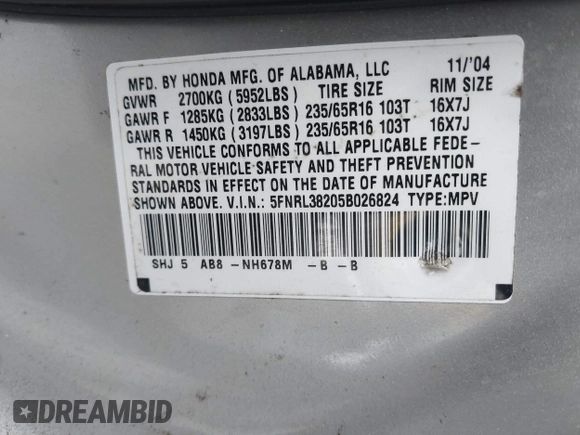 MFD. BY HONDA MFG. OF ALABAMA, LLC 11/'04
GVWR 2700KG (5952LBS) TIRE SIZE RIM SIZE
GAWR F 1285KG (2833LBS) 235/65R16 103T 16X7J
GAWR R 1450KG (3197LBS) 235/65R16 103T 16X7J
THIS VEHICLE CONFORMS TO ALL APPLICABLE FEDE-
RAL MOTOR VEHICLE SAFETY AND THEFT PREVENTION
STANDARDS IN EFFECT ON THE DATE OF MANUFACTURE
SHOWN ABOVE. V.I.N.: 5FNRL38205B026824 TYPE:MPV
SHJ 5 AB8 -NH678M -B -B
DREAMBID